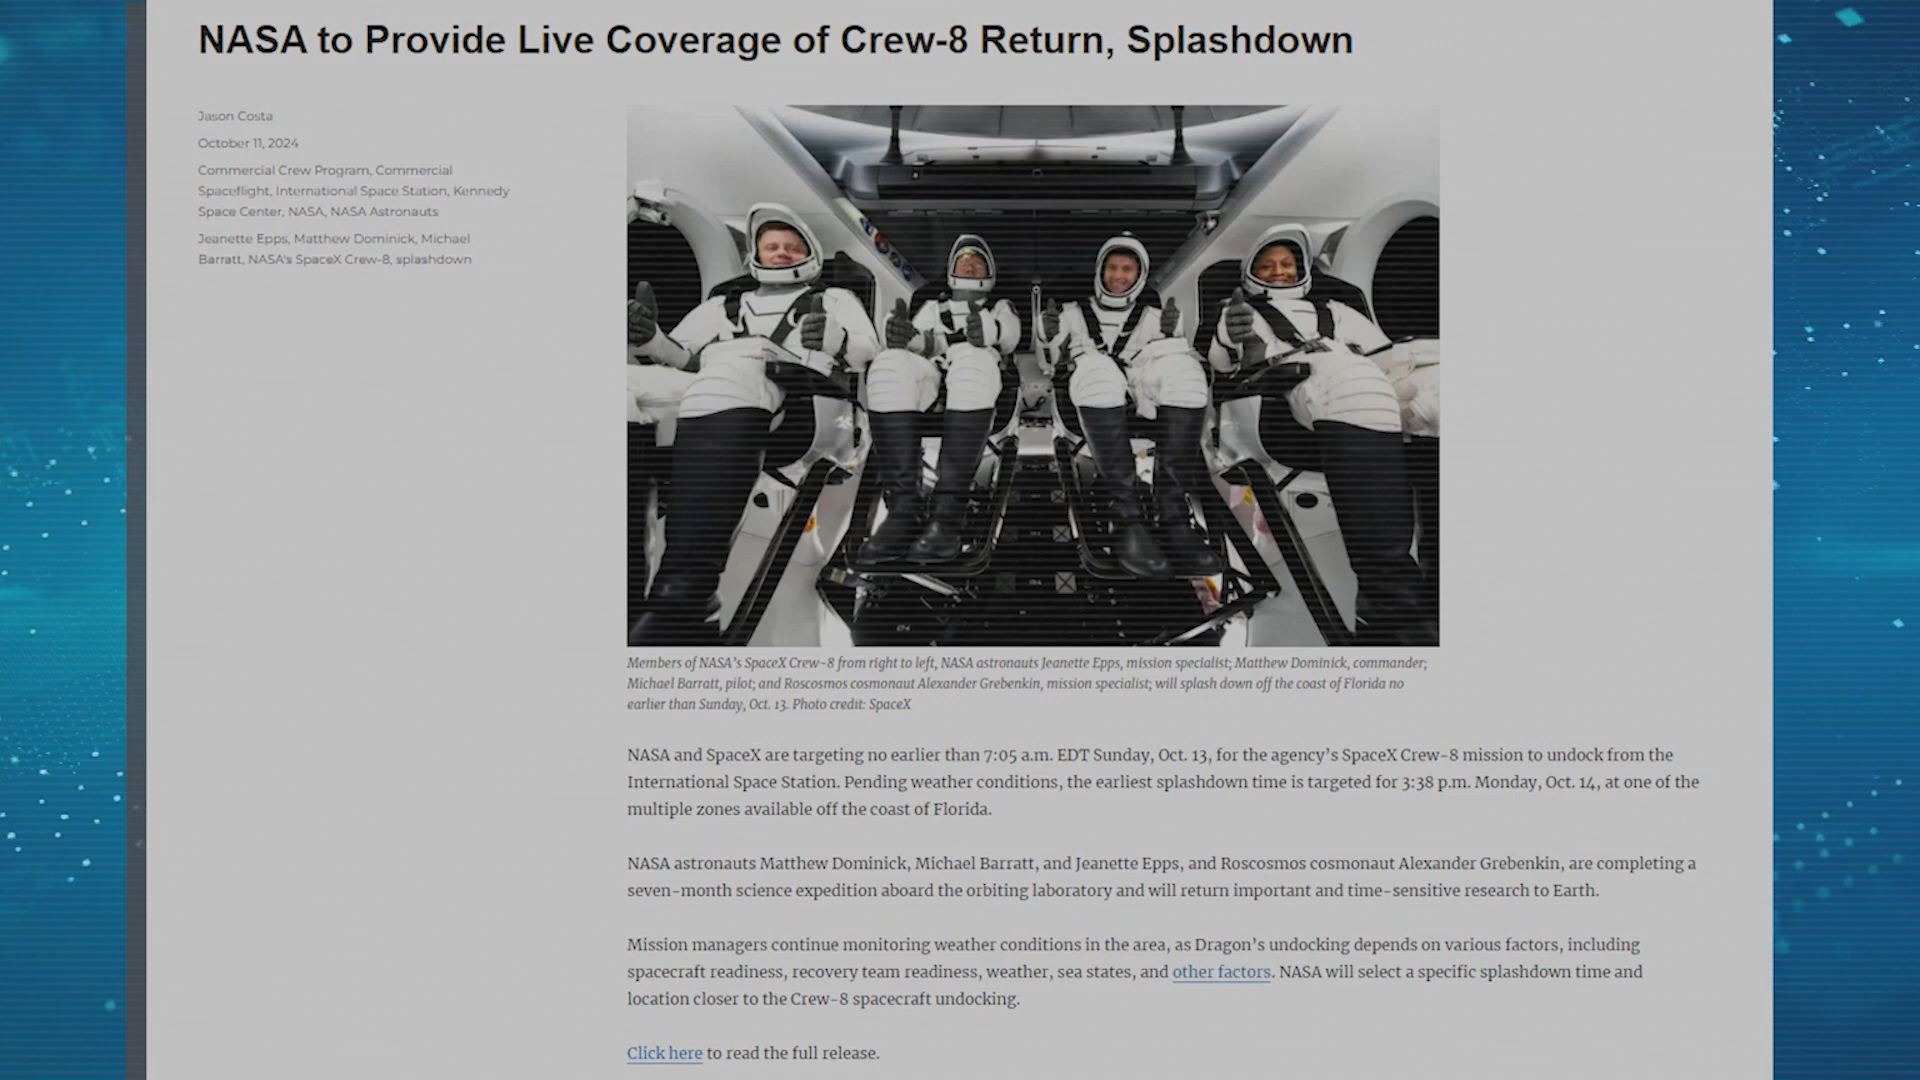 NASA to Provide Live Coverage of Crew-8 Return, Splashdown
Jason Costa
October 11, 2024
Commercial Crew Program, Commercial
Spaceflight, International Space Station, Kennedy
Space Center, NASA, NASA Astronauts
Jeanette Epps, Matthew Dominick, Michael
Barratt, NASA's SpaceX Crew-8, splashdown
Members of NASA's SpaceX Crew-8 from right to left, NASA astronauts Jeanette Epps, mission specialist; Matthew Dominick, commander;
Michael Barratt, pilot; and Roscosmos cosmonaut Alexander Grebenkin, mission specialist; will splash down off the coast of Florida no
earlier than Sunday, Oct. 13. Photo credit: SpaceX
NASA and SpaceX are targeting no earlier than 7:05 a.m. EDT Sunday, Oct. 13, for the agency's SpaceX Crew-8 mission to undock from the
International Space Station. Pending weather conditions, the earliest splashdown time is targeted for 3:38 p.m. Monday, Oct. 14, at one of the
multiple zones available off the coast of Florida.
NASA astronauts Matthew Dominick, Michael Barratt, and Jeanette Epps, and Roscosmos cosmonaut Alexander Grebenkin, are completing a
seven-month science expedition aboard the orbiting laboratory and will return important and time-sensitive research to Earth.
Mission managers continue monitoring weather conditions in the area, as Dragon's undocking depends on various factors, including
spacecraft readiness, recovery team readiness, weather, sea states, and other factors. NASA will select a specific splashdown time and
location closer to the Crew-8 spacecraft undocking.
Click here to read the full release.